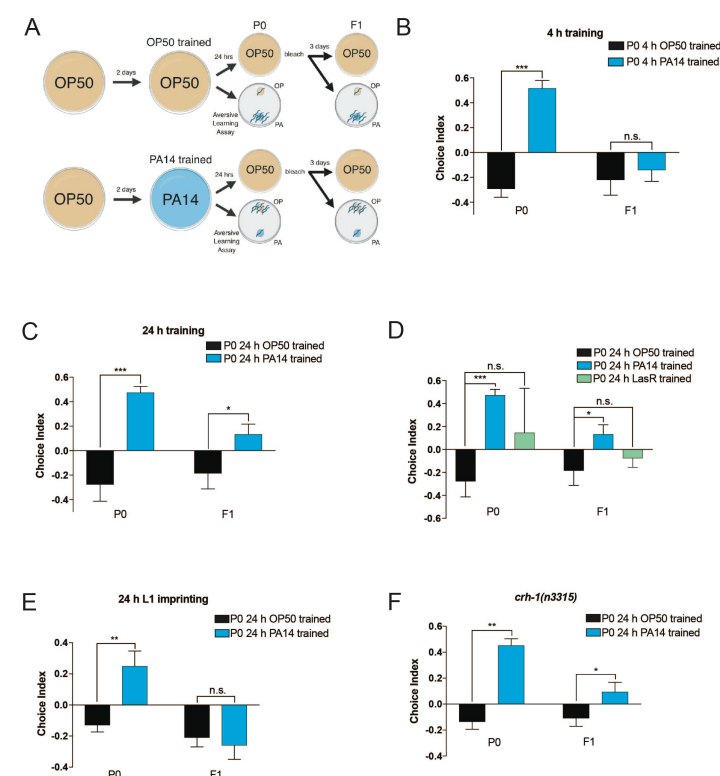 A
P0
F1
OP50 trained
OP50
2 days
OP50
24 hrs
OP50
bleach
3 days
OP50
OP
OP
Aversive
Learning
Assay
PA
PA
PA14 trained
OP50
2 days
PA14
24 hrs
OP50
bleach
3 days
OP50
OP
OP
Aversive
Learning
Assay
PA
PA
B
4 h training
P0 4 h OP50 trained
P0 4 h PA14 trained
Choice Index
0.6
0.4
0.2
0.0
-0.2
-0.4
***
n.s.
P0
F1
C
24 h training
P0 24 h OP50 trained
P0 24 h PA14 trained
Choice Index
0.6
0.4
0.2
0.0
-0.2
-0.4
***
*
P0
F1
D
P0 24 h OP50 trained
P0 24 h PA14 trained
P0 24 h LasR trained
Choice Index
0.6
0.4
0.2
0.0
-0.2
-0.4
-0.6
n.s.
***
n.s.
*
P0
F1
E
24 h L1 imprinting
P0 24 h OP50 trained
P0 24 h PA14 trained
Choice Index
0.4
0.2
0.0
-0.2
-0.4
**
n.s.
P0
F1
F
crh-1(n3315)
P0 24 h OP50 trained
P0 24 h PA14 trained
Choice Index
0.6
0.4
0.2
0.0
-0.2
-0.4
**
*
P0
F1